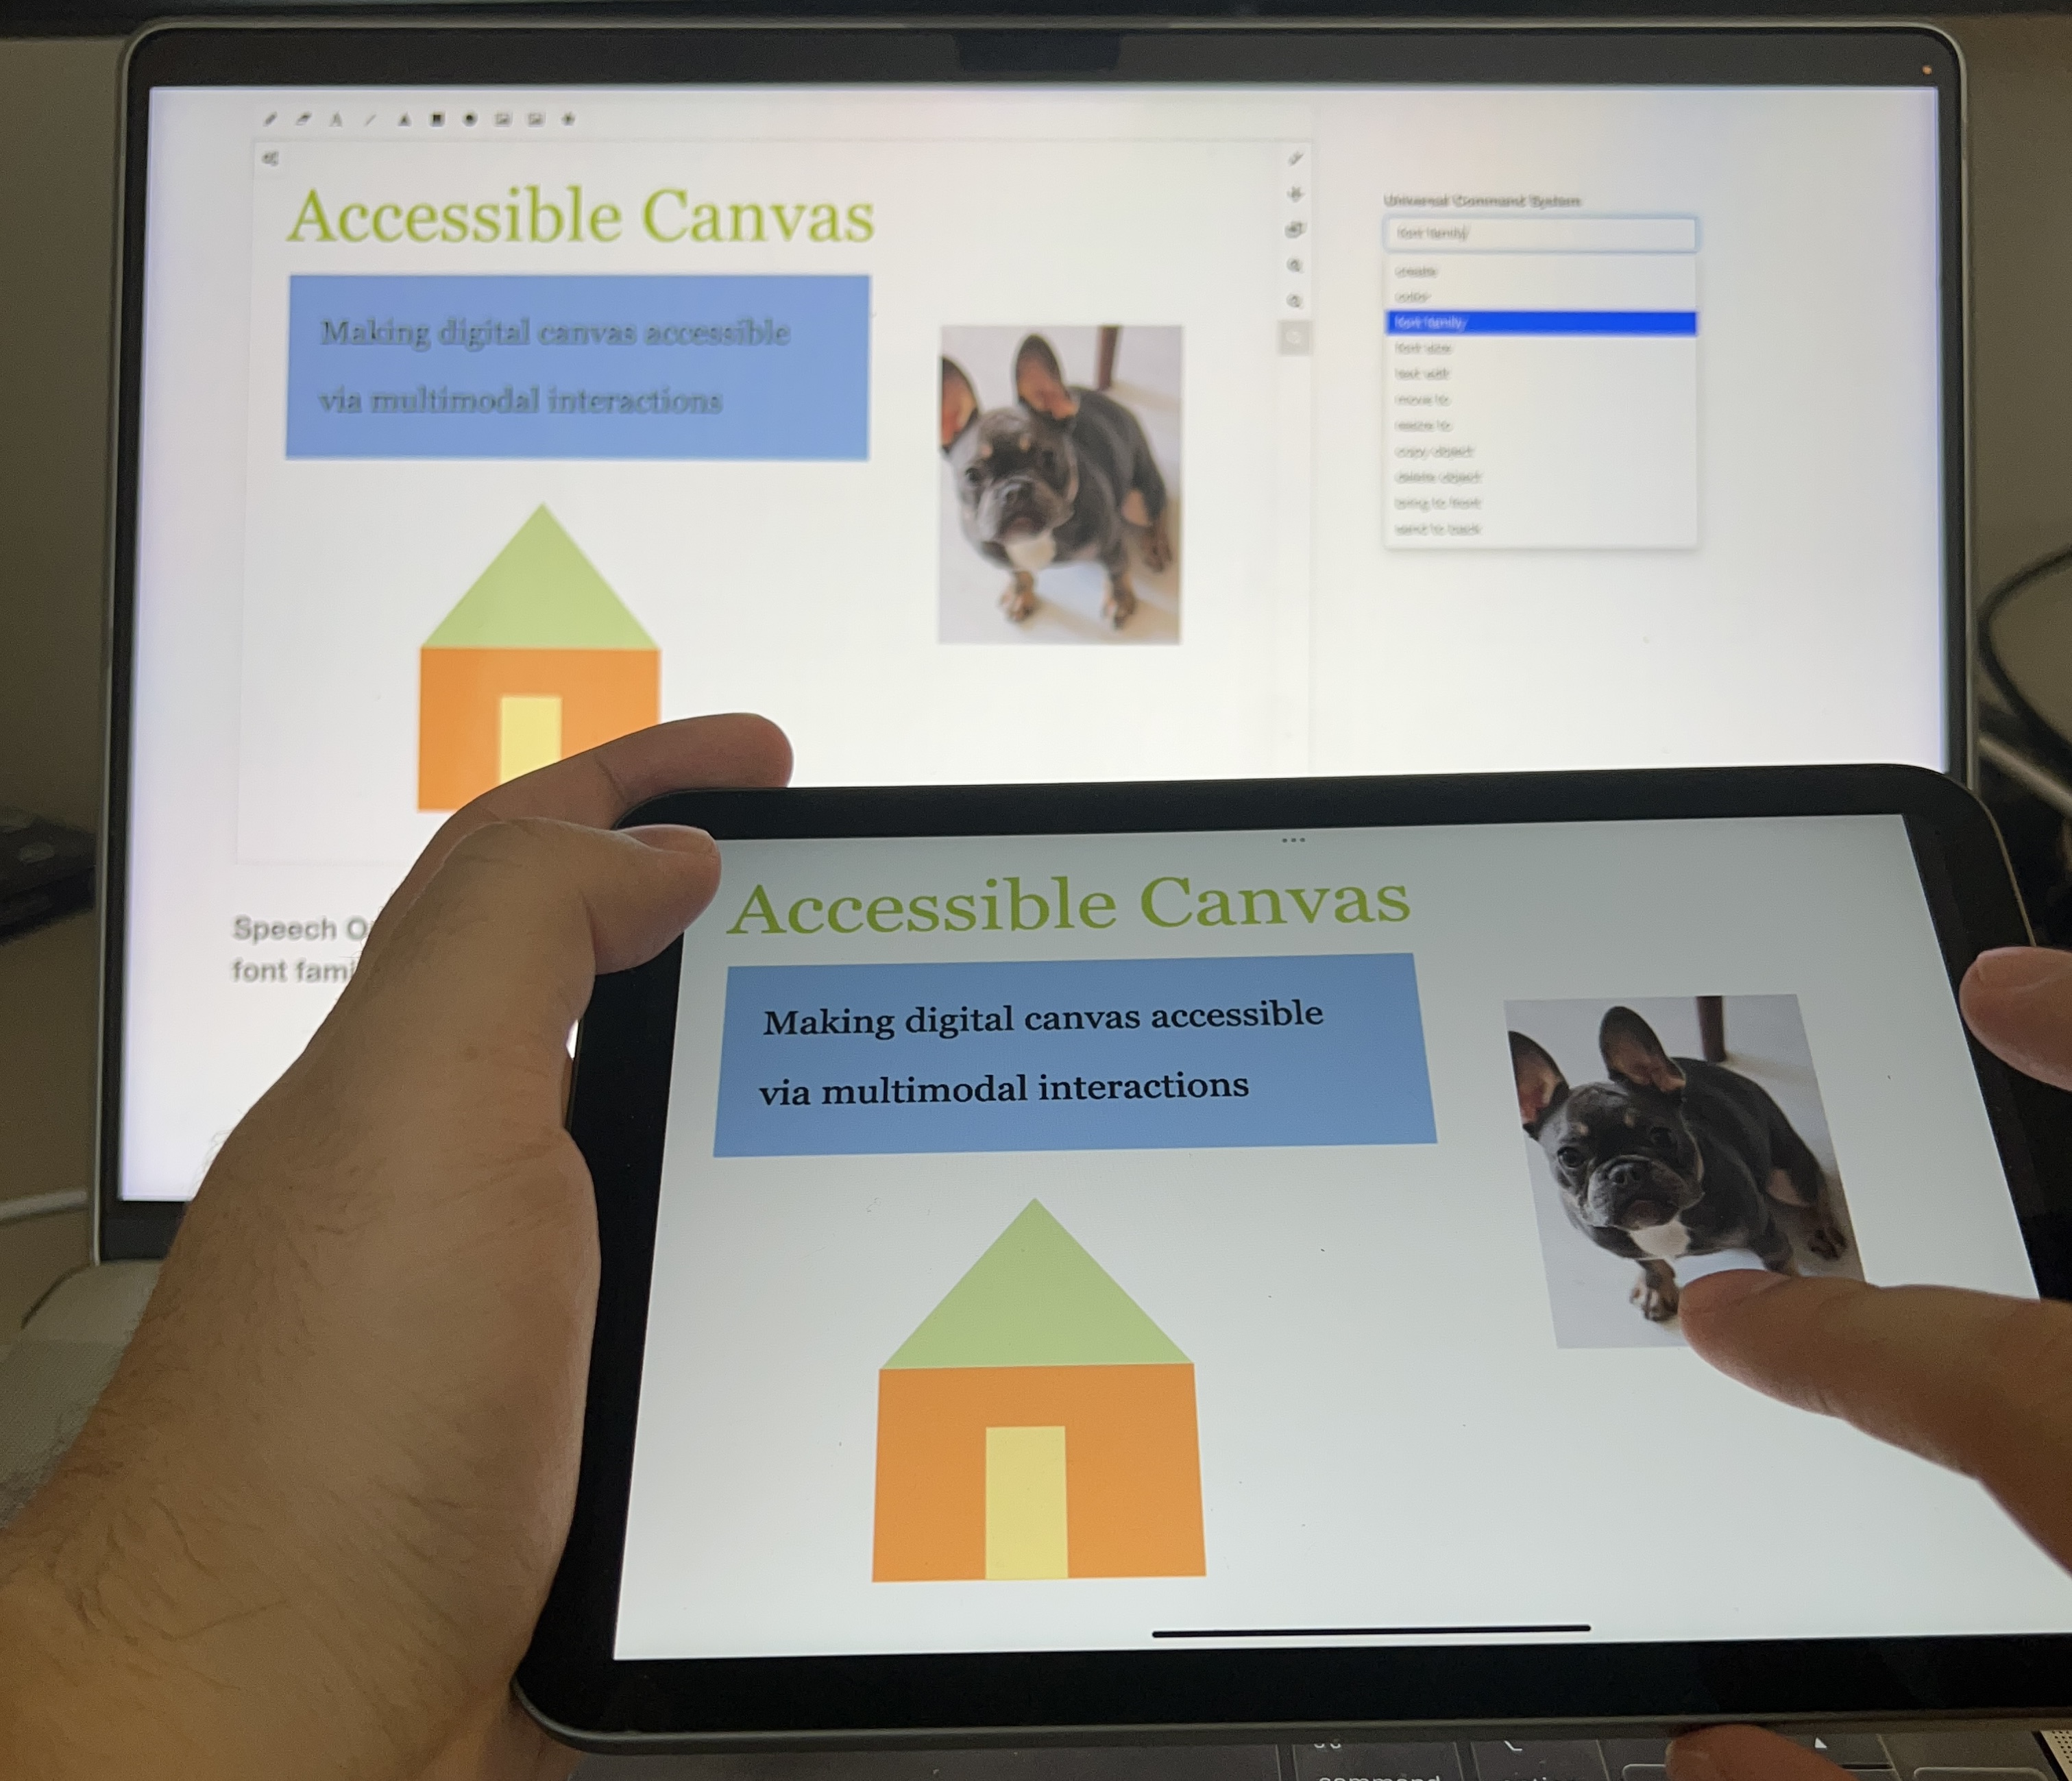 Accessible Canvas
Making digital canvas accessible
via multimodal interactions
Universal Command System
font family
create
color
font family
font size
text edit
move to
resize to
copy object
delete object
bring to front
send to back
Speech O
font fami
Accessible Canvas
Making digital canvas accessible
via multimodal interactions
command